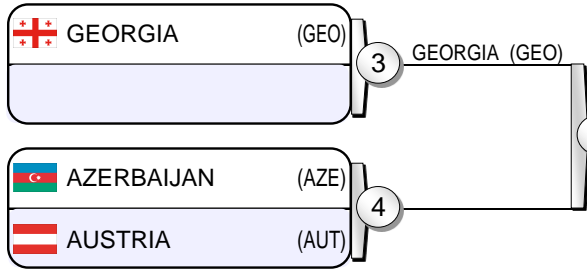 GEORGIA (GEO)
3
GEORGIA (GEO)
AZERBAIJAN (AZE)
4
AUSTRIA (AUT)